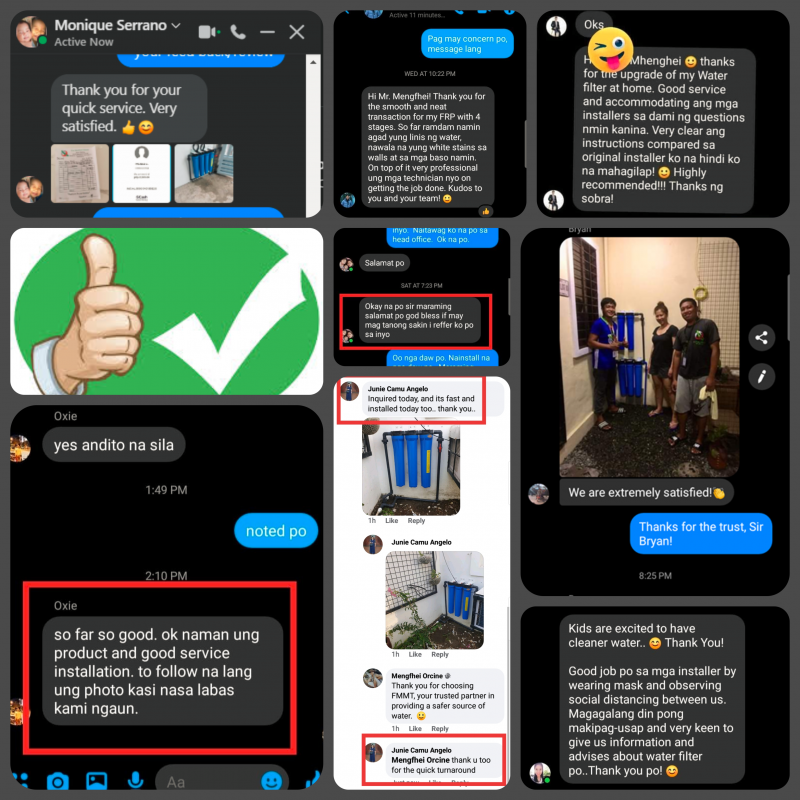 Monique Serrano
Active Now
your feed back/review
Thank you for your
quick service. Very
satisfied. 👍😊
Active 11 minutes...
Pag may concern po,
message lang
WED AT 10:22 PM
Hi Mr. Mengfhei! Thank you for
the smooth and neat
transaction for my FRP with 4
stages. So far ramdam namin
agad yung linis ng water,
nawala na yung white stains sa
walls at sa mga baso namin.
On top of it very professional
ung mga technician nyo on
getting the job done. Kudos to
you and your team! 😀
Oks
Mhenghei 😀 thanks
for the upgrade of my Water
filter at home. Good service
and accommodating ang mga
installers sa dami ng questions
nmin kanina. Very clear ang
instructions compared sa
original installer ko na hindi ko
na mahagilap! 😀 Highly
recommended!!! Thanks ng
sobra!
inyo. Naitawag ko na po sa
head office. Ok na po.
Salamat po
SAT AT 7:23 PM
Okay na po sir maraming
salamat po god bless if may
mag tanong sakin i reffer ko po
sa inyo
Oo nga daw po. Nainstall na
Oxie
yes andito na sila
1:49 PM
noted po
2:10 PM
Oxie
so far so good. ok naman ung
product and good service
installation. to follow na lang
ung photo kasi nasa labas
kami ngaun.
Aa
Junie Camu Angelo
Inquired today, and its fast and
installed today too.. thank you..
1h Like Reply
Junie Camu Angelo
1h Like Reply
Mengfhei Orcine
Thank you for choosing
FMMT, your trusted partner in
providing a safer source of
water. 😀
1h Like Reply
Junie Camu Angelo
Mengfhei Orcine thank u too
for the quick turnaround
Bryan
We are extremely satisfied!👏
Thanks for the trust, Sir
Bryan!
8:25 PM
Kids are excited to have
cleaner water.. 😊 Thank You!
Good job po sa mga installer by
wearing mask and observing
social distancing between us.
Magagalang din pong
makipag-usap and very keen to
give us information and
advises about water filter
po..Thank you po! 😊